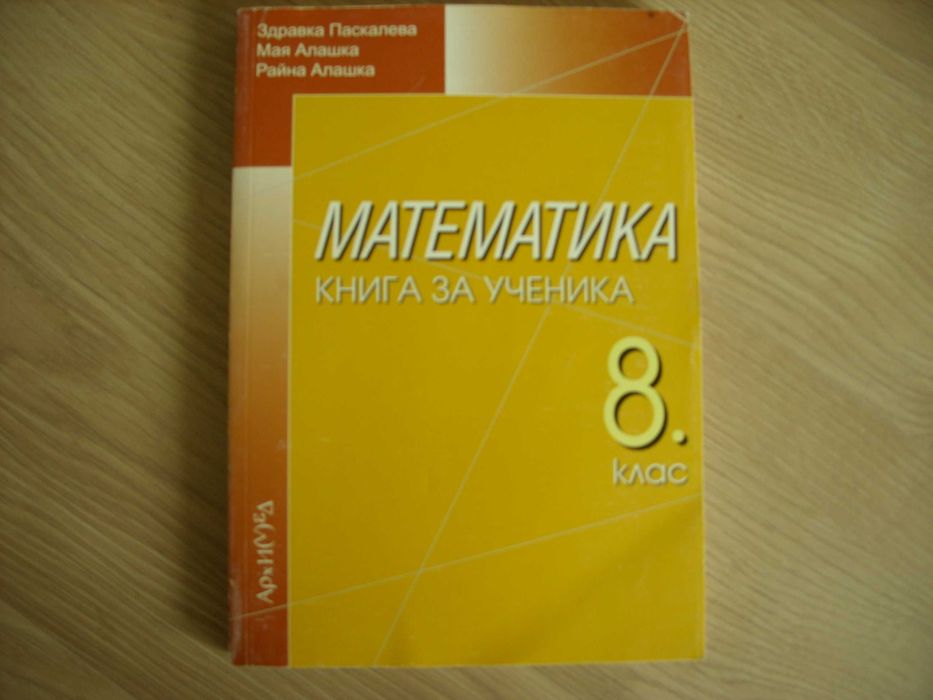 Здравка Паскалева
Мая Алашка
Райна Алашка
МАТЕМАТИКА
КНИГА ЗА УЧЕНИКА
8.
клас
АрхИмед